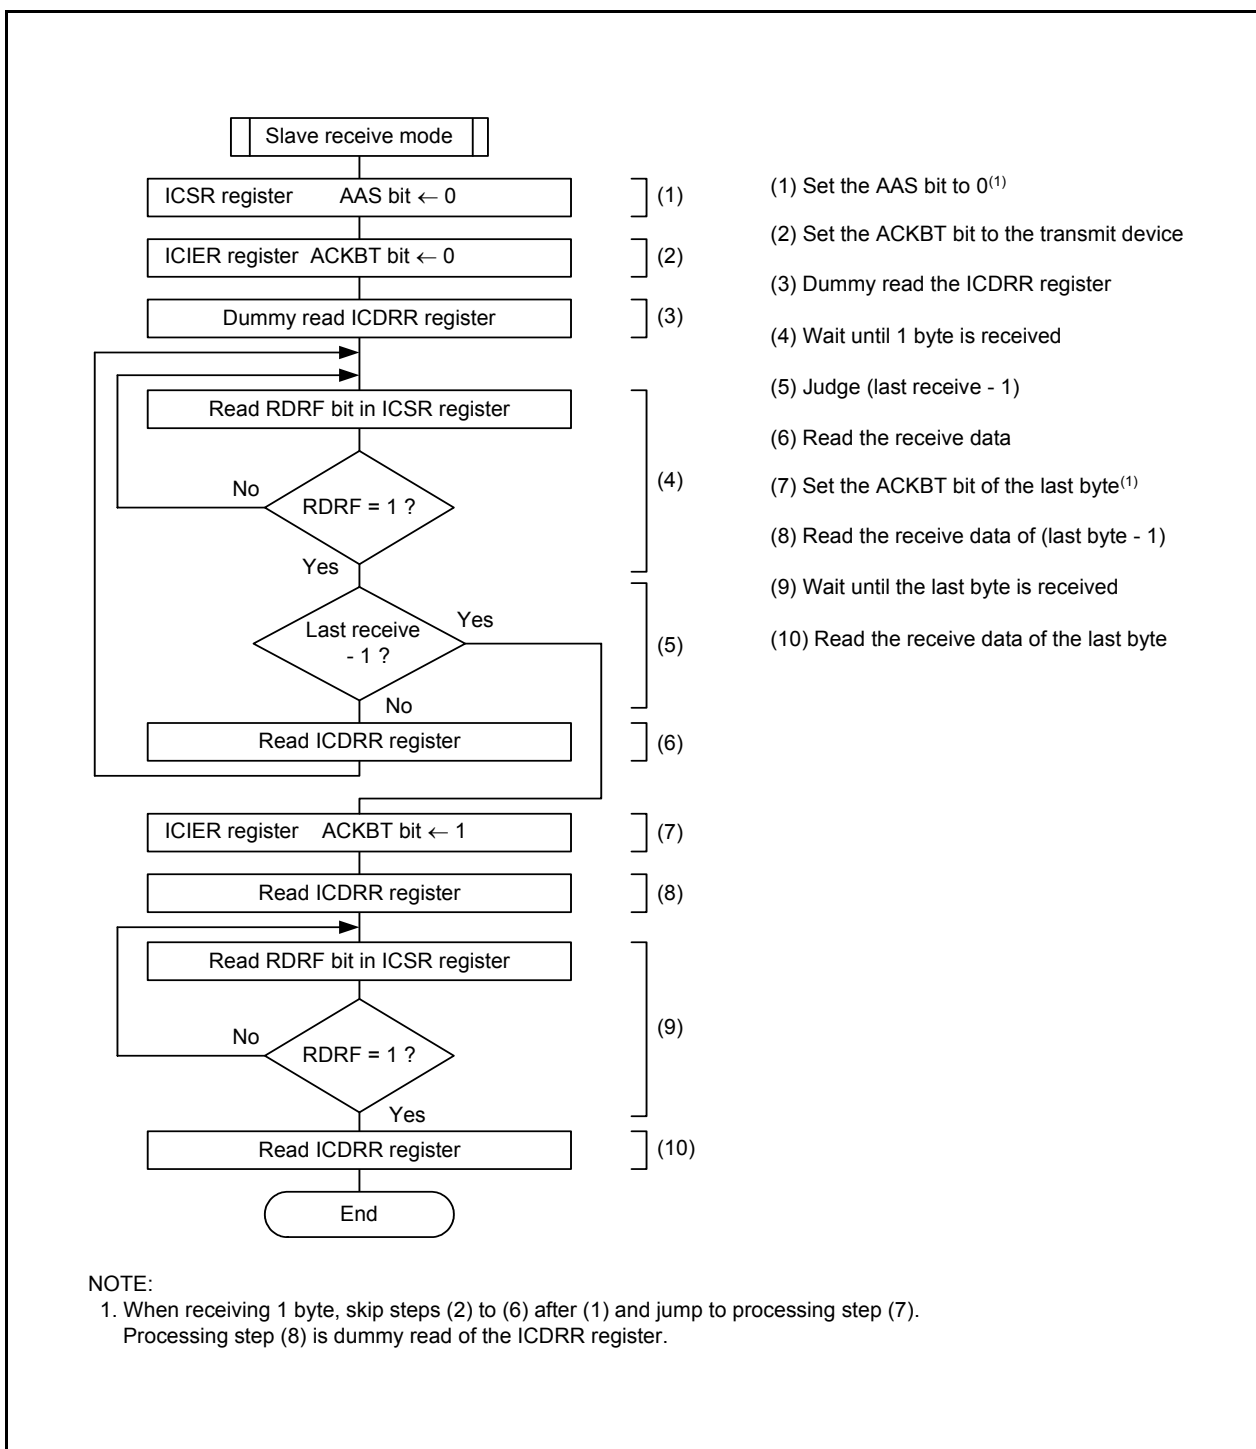 Slave receive mode
ICSR register AAS bit ← 0
(1)
ICIER register ACKBT bit ← 0
(2)
Dummy read ICDRR register
(3)
Read RDRF bit in ICSR register
No
RDRF = 1 ?
(4)
Yes
Last receive
- 1 ?
Yes
(5)
No
Read ICDRR register
(6)
ICIER register ACKBT bit ← 1
(7)
Read ICDRR register
(8)
Read RDRF bit in ICSR register
No
RDRF = 1 ?
(9)
Yes
Read ICDRR register
(10)
End
(1) Set the AAS bit to 0(1)
(2) Set the ACKBT bit to the transmit device
(3) Dummy read the ICDRR register
(4) Wait until 1 byte is received
(5) Judge (last receive - 1)
(6) Read the receive data
(7) Set the ACKBT bit of the last byte(1)
(8) Read the receive data of (last byte - 1)
(9) Wait until the last byte is received
(10) Read the receive data of the last byte
NOTE:
1. When receiving 1 byte, skip steps (2) to (6) after (1) and jump to processing step (7).
Processing step (8) is dummy read of the ICDRR register.